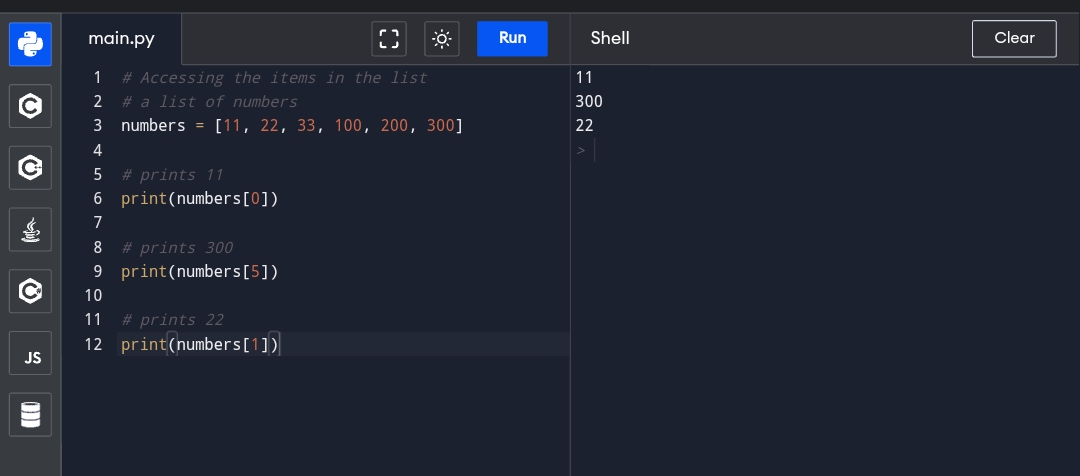 main.py
Run
Shell
Clear
1 # Accessing the items in the list
2 # a list of numbers
3 numbers = [11, 22, 33, 100, 200, 300]
4
5 # prints 11
6 print(numbers[0])
7
8 # prints 300
9 print(numbers[5])
10
11 # prints 22
12 print(numbers[1])
11
300
22
>
C
C++
C#
JS